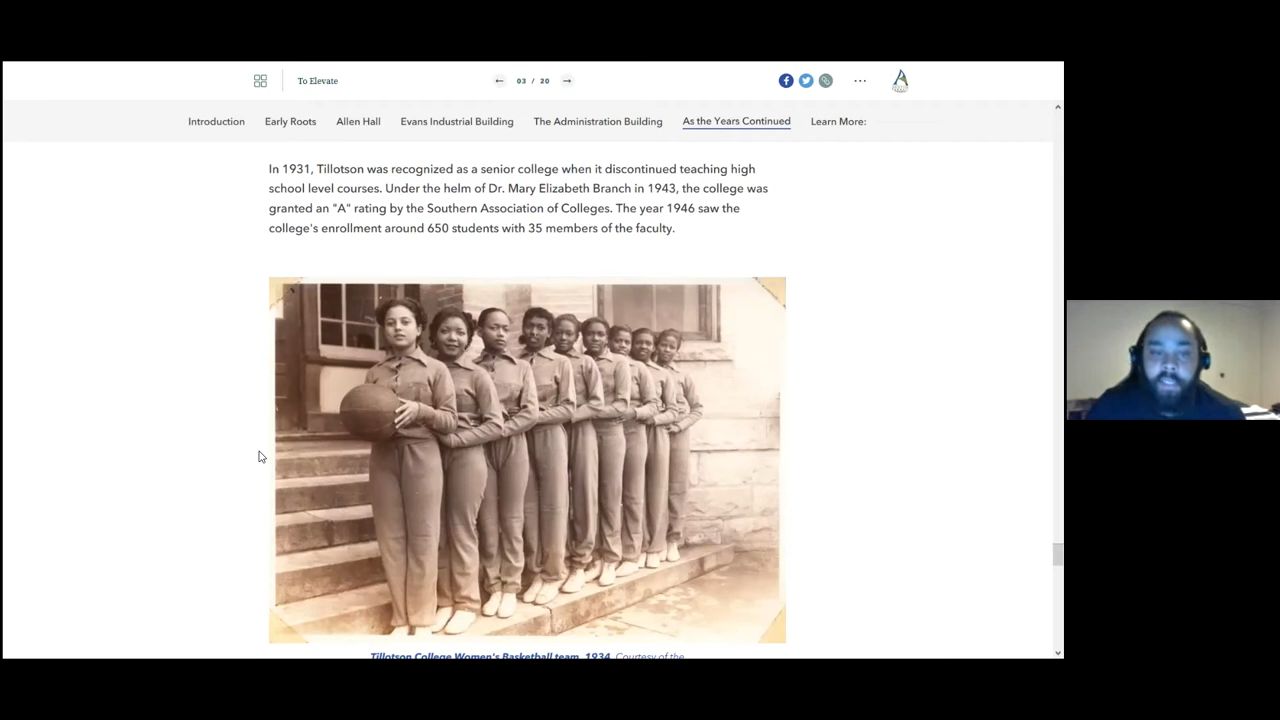 To Elevate
03 / 20
Introduction Early Roots Allen Hall Evans Industrial Building The Administration Building As the Years Continued Learn More:
In 1931, Tillotson was recognized as a senior college when it discontinued teaching high
school level courses. Under the helm of Dr. Mary Elizabeth Branch in 1943, the college was
granted an "A" rating by the Southern Association of Colleges. The year 1946 saw the
college's enrollment around 650 students with 35 members of the faculty.
Tillotson College Women's Basketball team, 1934. Courtesy of the